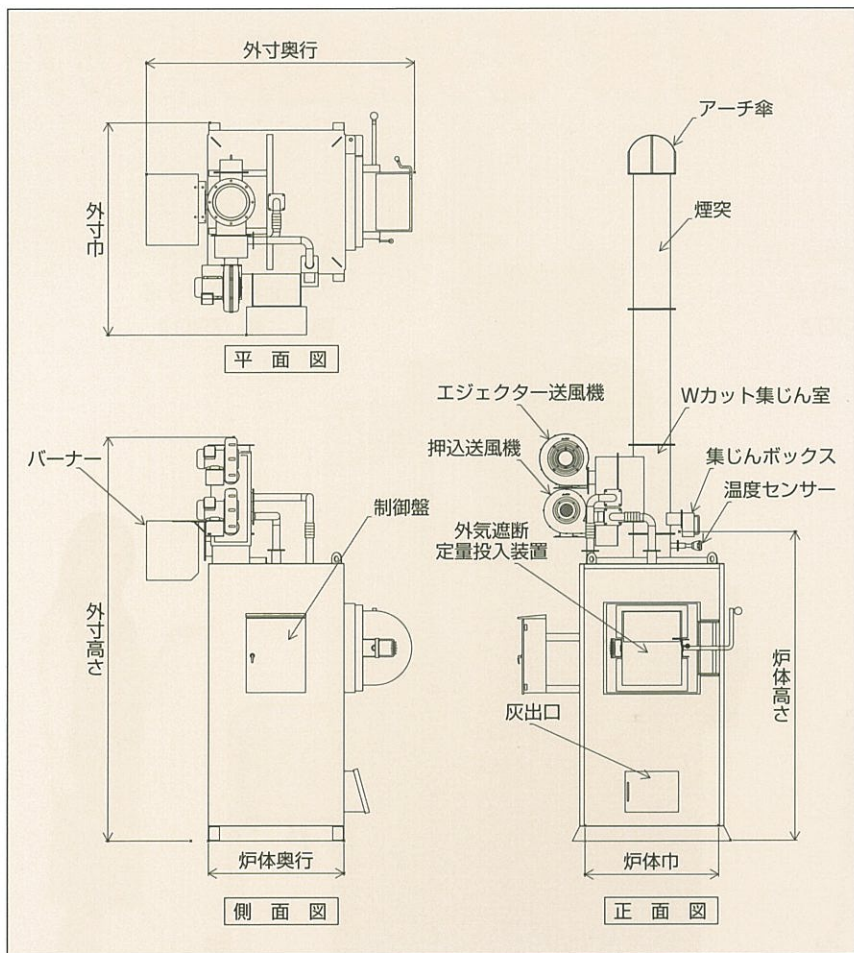 外寸奥行
外寸巾
平面図
アーチ傘
煙突
エジェクター送風機
Wカット集じん室
押込送風機
集じんボックス
温度センサー
外気遮断
定量投入装置
灰出口
炉体高さ
炉体巾
正面図
バーナー
制御盤
外寸高さ
炉体奥行
側面図